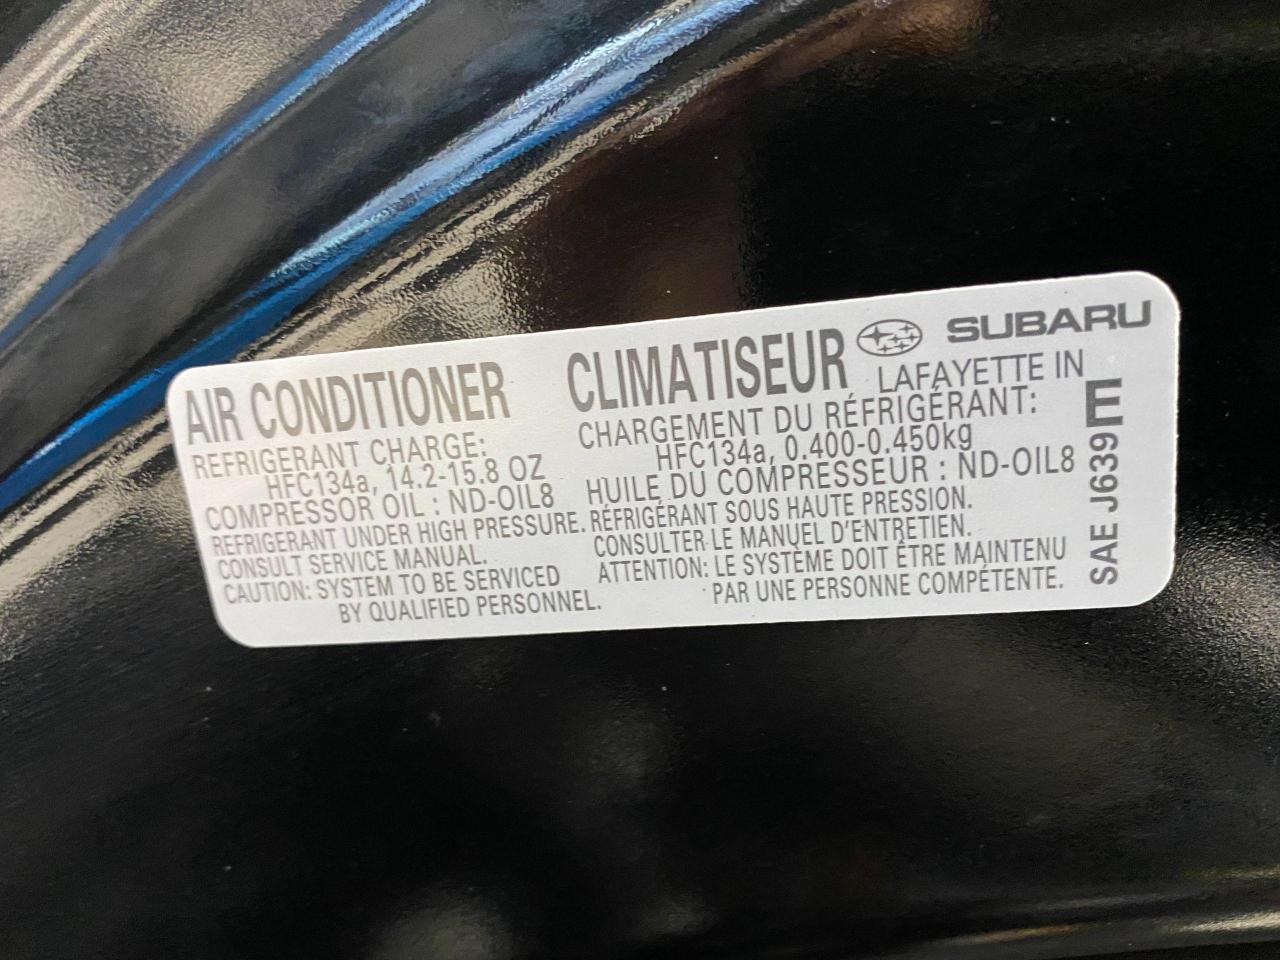 AIR CONDITIONER
REFRIGERANT CHARGE:
HFC134a, 14.2-15.8 OZ
COMPRESSOR OIL : ND-OIL8
REFRIGERANT UNDER HIGH PRESSURE.
CONSULT SERVICE MANUAL.
CAUTION: SYSTEM TO BE SERVICED
BY QUALIFIED PERSONNEL.
CLIMATISEUR
SUBARU
LAFAYETTE IN
CHARGEMENT DU RÉFRIGÉRANT:
HFC134a, 0.400-0.450kg
HUILE DU COMPRESSEUR : ND-OIL8
RÉFRIGÉRANT SOUS HAUTE PRESSION.
CONSULTER LE MANUEL D'ENTRETIEN.
ATTENTION: LE SYSTÈME DOIT ÊTRE MAINTENU
PAR UNE PERSONNE COMPÉTENTE.
SAE J639 E